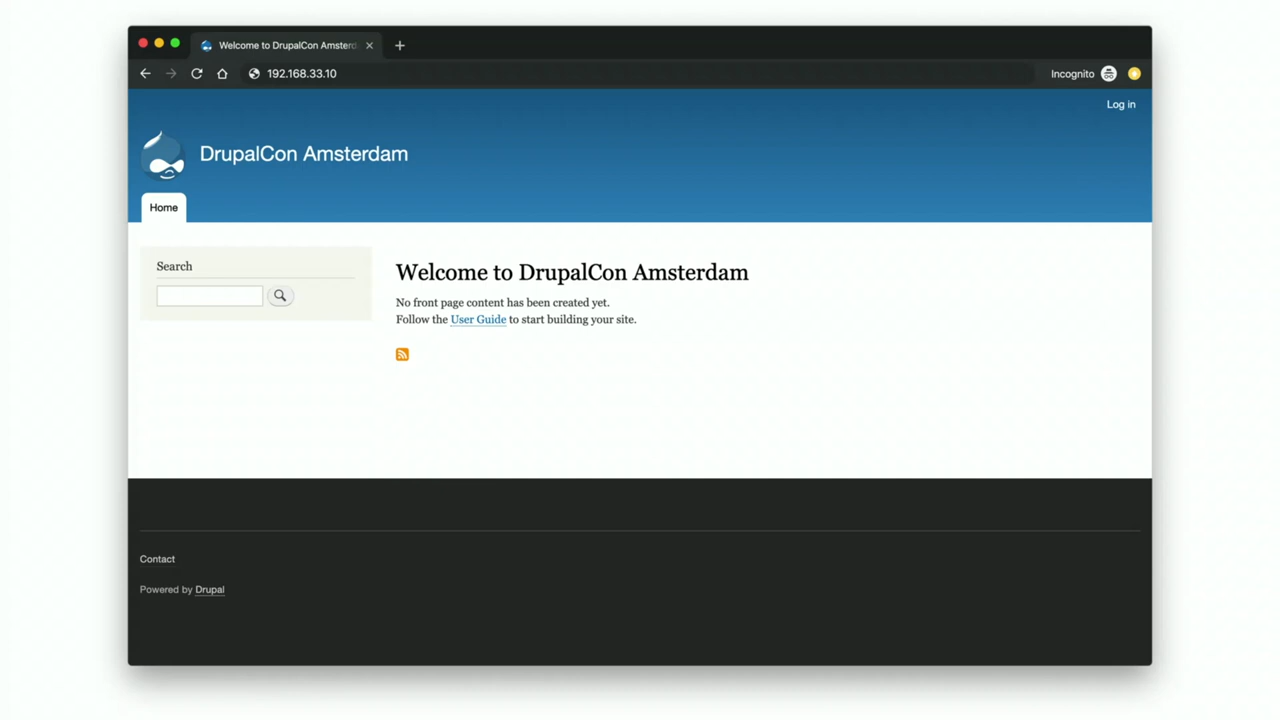 Welcome to DrupalCon Amsterd
192.168.33.10
Incognito
Log in
DrupalCon Amsterdam
Home
Search
Welcome to DrupalCon Amsterdam
No front page content has been created yet.
Follow the User Guide to start building your site.
Contact
Powered by Drupal